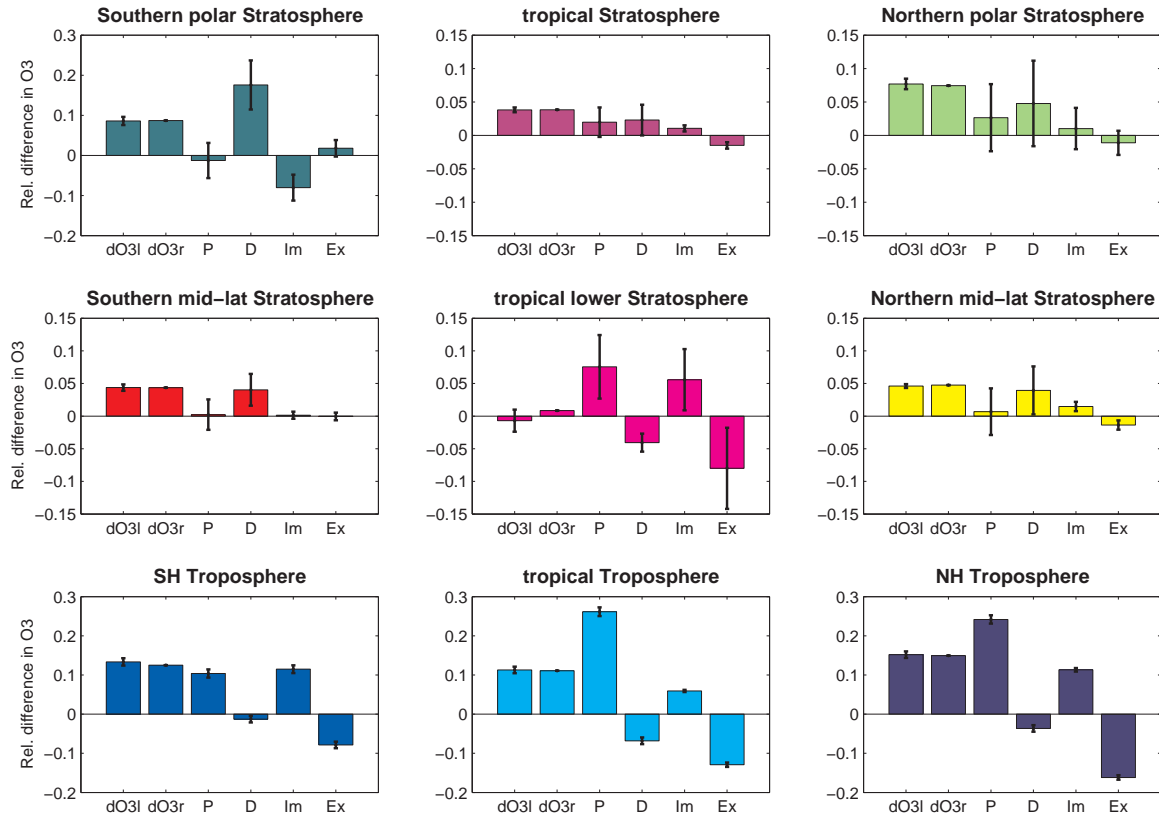 Southern polar Stratosphere
tropical Stratosphere
Northern polar Stratosphere
Rel. difference in O3
0.3
0.2
0.1
0
−0.1
−0.2
dO3l dO3r P D Im Ex
0.15
0.1
0.05
0
−0.05
−0.1
−0.15
dO3l dO3r P D Im Ex
0.15
0.1
0.05
0
−0.05
−0.1
−0.15
dO3l dO3r P D Im Ex
Southern mid−lat Stratosphere
tropical lower Stratosphere
Northern mid−lat Stratosphere
Rel. difference in O3
0.15
0.1
0.05
0
−0.05
−0.1
−0.15
dO3l dO3r P D Im Ex
0.15
0.1
0.05
0
−0.05
−0.1
−0.15
dO3l dO3r P D Im Ex
0.15
0.1
0.05
0
−0.05
−0.1
−0.15
dO3l dO3r P D Im Ex
SH Troposphere
tropical Troposphere
NH Troposphere
Rel. difference in O3
0.3
0.2
0.1
0
−0.1
−0.2
dO3l dO3r P D Im Ex
0.3
0.2
0.1
0
−0.1
−0.2
dO3l dO3r P D Im Ex
0.3
0.2
0.1
0
−0.1
−0.2
dO3l dO3r P D Im Ex